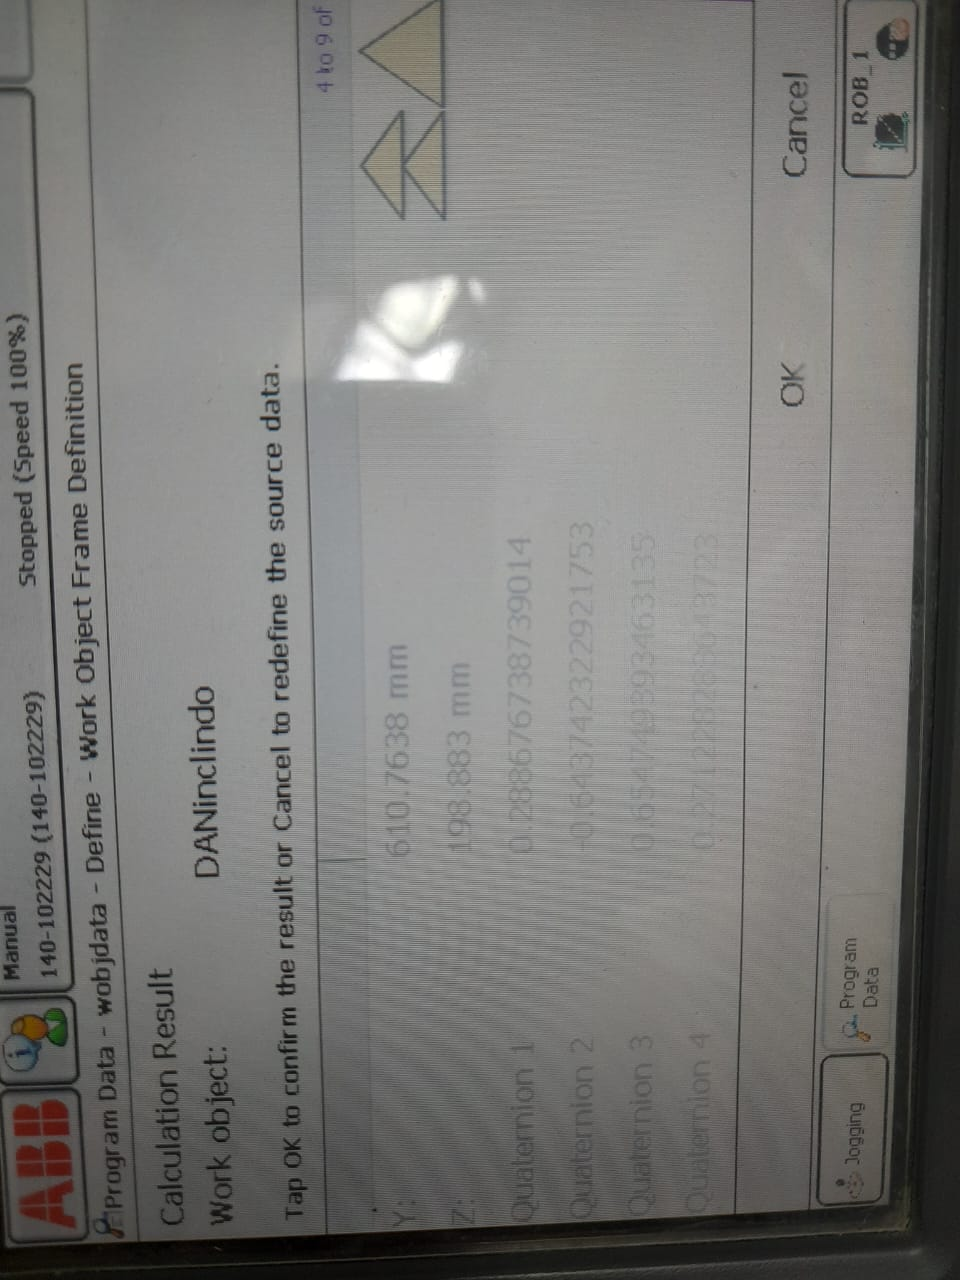 ABB
Manual
140-102229 (140-102229)
Stopped (Speed 100%)
Program Data - wobjdata - Define - Work Object Frame Definition
Calculation Result
Work object: DANinclindo
Tap OK to confirm the result or Cancel to redefine the source data.
4 to 9 of
Y: 610.7638 mm
Z: 198.883 mm
Quaternion 1 0.288676738739014
Quaternion 2 -0.643742322921753
Quaternion 3
Quaternion 4
OK Cancel
Jogging
Program
Data
ROB_1